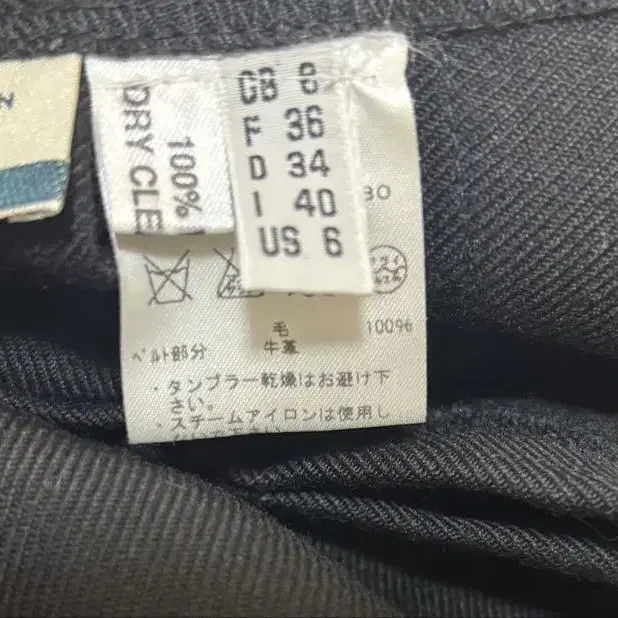 GB 8
F 36
D 34
I 40
US 6
100%
DRY CLE
30
毛 100%
ベルト部分 牛革
・タンブラー乾燥はお避け下
さい。
・スチームアイロンは使用し